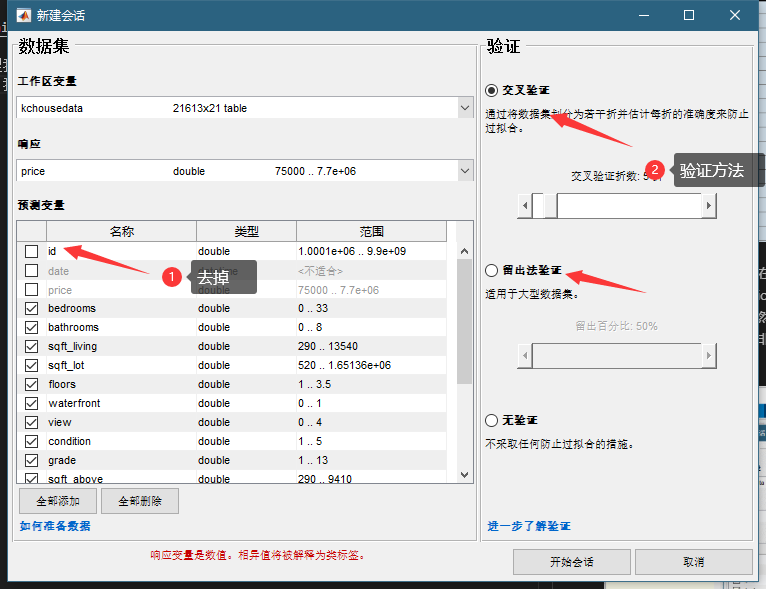 新建会话
数据集
工作区变量
kchousedata 21613x21 table
响应
price double 75000 .. 7.7e+06
预测变量
名称 类型 范围
id double 1.0001e+06 .. 9.9e+09
date <不适合>
price double 75000 .. 7.7e+06
bedrooms double 0 .. 33
bathrooms double 0 .. 8
sqft_living double 290 .. 13540
sqft_lot double 520 .. 1.65136e+06
floors double 1 .. 3.5
waterfront double 0 .. 1
view double 0 .. 4
condition double 1 .. 5
grade double 1 .. 13
sqft_above double 290 .. 9410
1 去掉
全部添加 全部删除
如何准备数据
验证
交叉验证
通过将数据集划分为若干折并估计每折的准确度来防止
过拟合。
交叉验证折数: 5
2 验证方法
留出法验证
适用于大型数据集。
留出百分比: 50%
无验证
不采取任何防止过拟合的措施。
进一步了解验证
响应变量是数值。相异值将被解释为类标签。
开始会话 取消